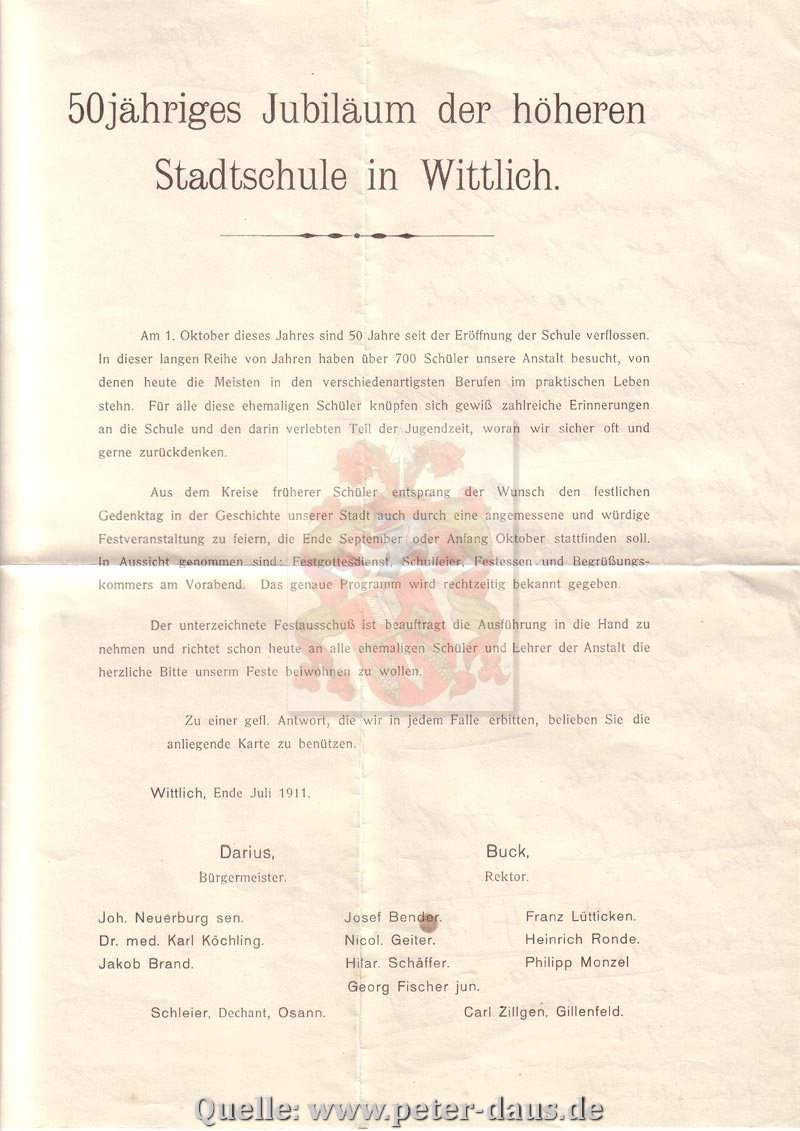 50jähriges Jubiläum der höheren
Stadtschule in Wittlich.
Am 1. Oktober dieses Jahres sind 50 Jahre seit der Eröffnung der Schule verflossen.
In dieser langen Reihe von Jahren haben über 700 Schüler unsere Anstalt besucht, von
denen heute die Meisten in den verschiedenartigsten Berufen im praktischen Leben
stehn. Für alle diese ehemaligen Schüler knüpfen sich gewiß zahlreiche Erinnerungen
an die Schule und den darin verlebten Teil der Jugendzeit, woran wir sicher oft und
gerne zurückdenken.
Aus dem Kreise früherer Schüler entsprang der Wunsch den festlichen
Gedenktag in der Geschichte unserer Stadt auch durch eine angemessene und würdige
Festveranstaltung zu feiern, die Ende September oder Anfang Oktober stattfinden soll.
In Aussicht genommen sind: Festgottesdienst, Schulfeier, Festessen und Begrüßungs-
kommers am Vorabend. Das genaue Programm wird rechtzeitig bekannt gegeben.
Der unterzeichnete Festausschuß ist beauftragt die Ausführung in die Hand zu
nehmen und richtet schon heute an alle ehemaligen Schüler und Lehrer der Anstalt die
herzliche Bitte unserm Feste beiwohnen zu wollen.
Zu einer gefl. Antwort, die wir in jedem Falle erbitten, belieben Sie die
anliegende Karte zu benützen.
Wittlich, Ende Juli 1911.
Darius, Buck,
Bürgermeister. Rektor.
Joh. Neuerburg sen. Josef Bender. Franz Lütticken.
Dr. med. Karl Köchling. Nicol. Geiter. Heinrich Ronde.
Jakob Brand. Hilar. Schäffer. Philipp Monzel
Georg Fischer jun.
Schleier, Dechant, Osann. Carl Zillgen, Gillenfeld.
Quelle: www.peter-daus.de